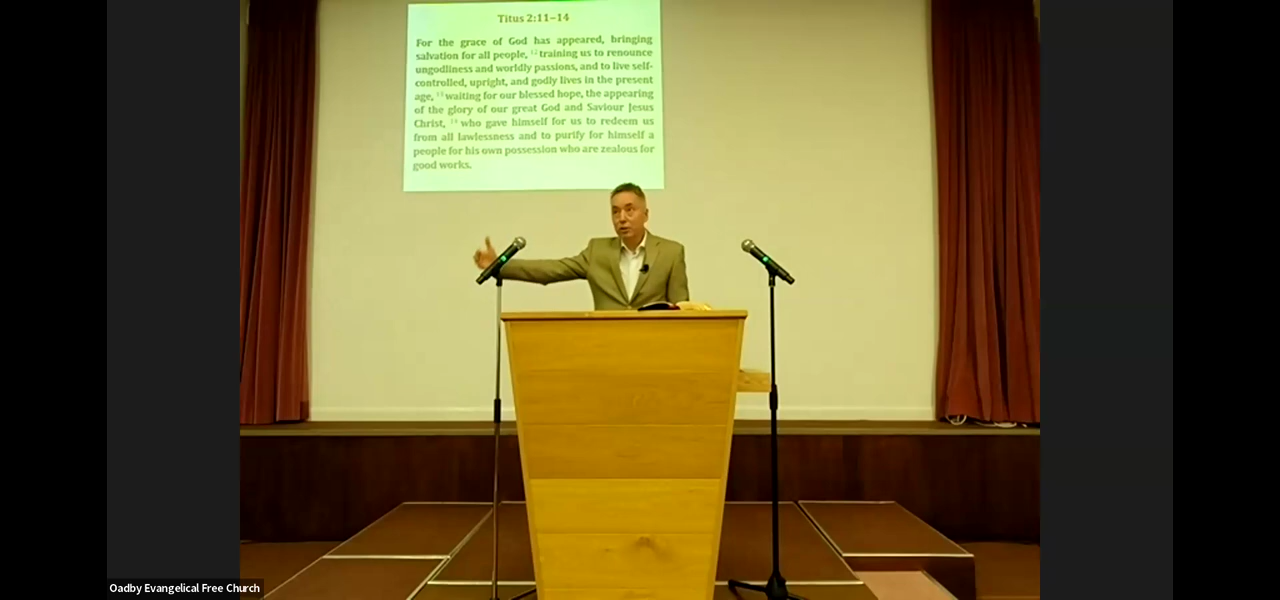 Titus 2:11–14
For the grace of God has appeared, bringing
salvation for all people, 12 training us to renounce
ungodliness and worldly passions, and to live self-
controlled, upright, and godly lives in the present
age, 13 waiting for our blessed hope, the appearing
of the glory of our great God and Saviour Jesus
Christ, 14 who gave himself for us to redeem us
from all lawlessness and to purify for himself a
people for his own possession who are zealous for
good works.
Oadby Evangelical Free Church